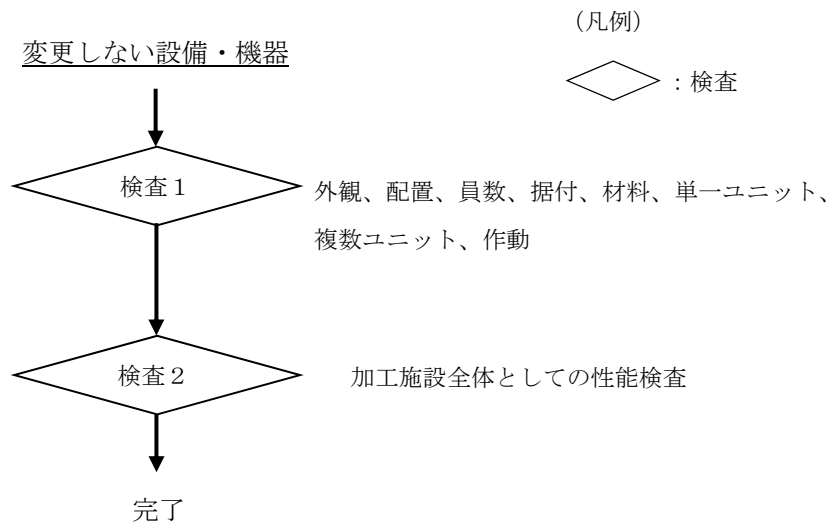 （凡例）
変更しない設備・機器
：検査
検査１
外観、配置、員数、据付、材料、単一ユニット、
複数ユニット、作動
検査２
加工施設全体としての性能検査
完了